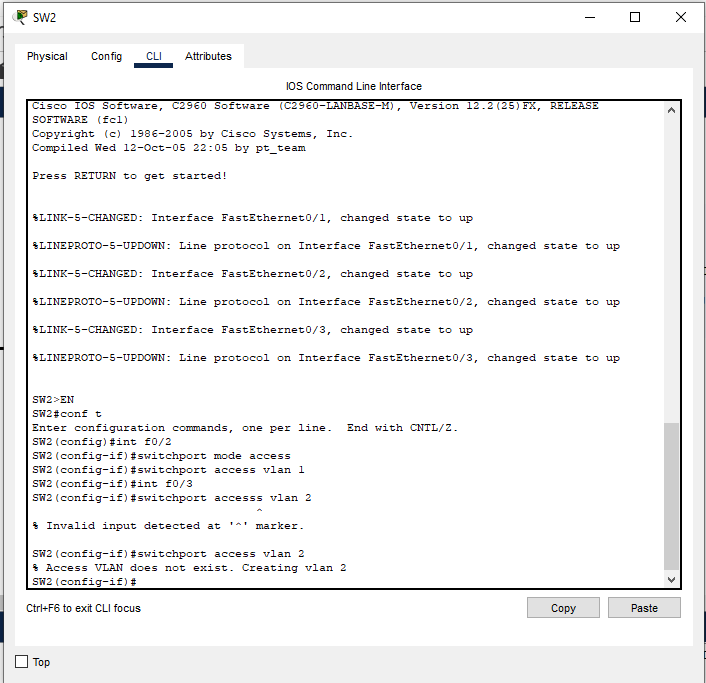 SW2
Physical Config CLI Attributes
IOS Command Line Interface
Cisco IOS Software, C2960 Software (C2960-LANBASE-M), Version 12.2(25)FX, RELEASE
SOFTWARE (fc1)
Copyright (c) 1986-2005 by Cisco Systems, Inc.
Compiled Wed 12-Oct-05 22:05 by pt_team
Press RETURN to get started!
%LINK-5-CHANGED: Interface FastEthernet0/1, changed state to up
%LINEPROTO-5-UPDOWN: Line protocol on Interface FastEthernet0/1, changed state to up
%LINK-5-CHANGED: Interface FastEthernet0/2, changed state to up
%LINEPROTO-5-UPDOWN: Line protocol on Interface FastEthernet0/2, changed state to up
%LINK-5-CHANGED: Interface FastEthernet0/3, changed state to up
%LINEPROTO-5-UPDOWN: Line protocol on Interface FastEthernet0/3, changed state to up
SW2>EN
SW2#conf t
Enter configuration commands, one per line.  End with CNTL/Z.
SW2(config)#int f0/2
SW2(config-if)#switchport mode access
SW2(config-if)#switchport access vlan 1
SW2(config-if)#int f0/3
SW2(config-if)#switchport accesss vlan 2
^
% Invalid input detected at '^' marker.
SW2(config-if)#switchport access vlan 2
% Access VLAN does not exist. Creating vlan 2
SW2(config-if)#
Ctrl+F6 to exit CLI focus
Copy Paste
Top